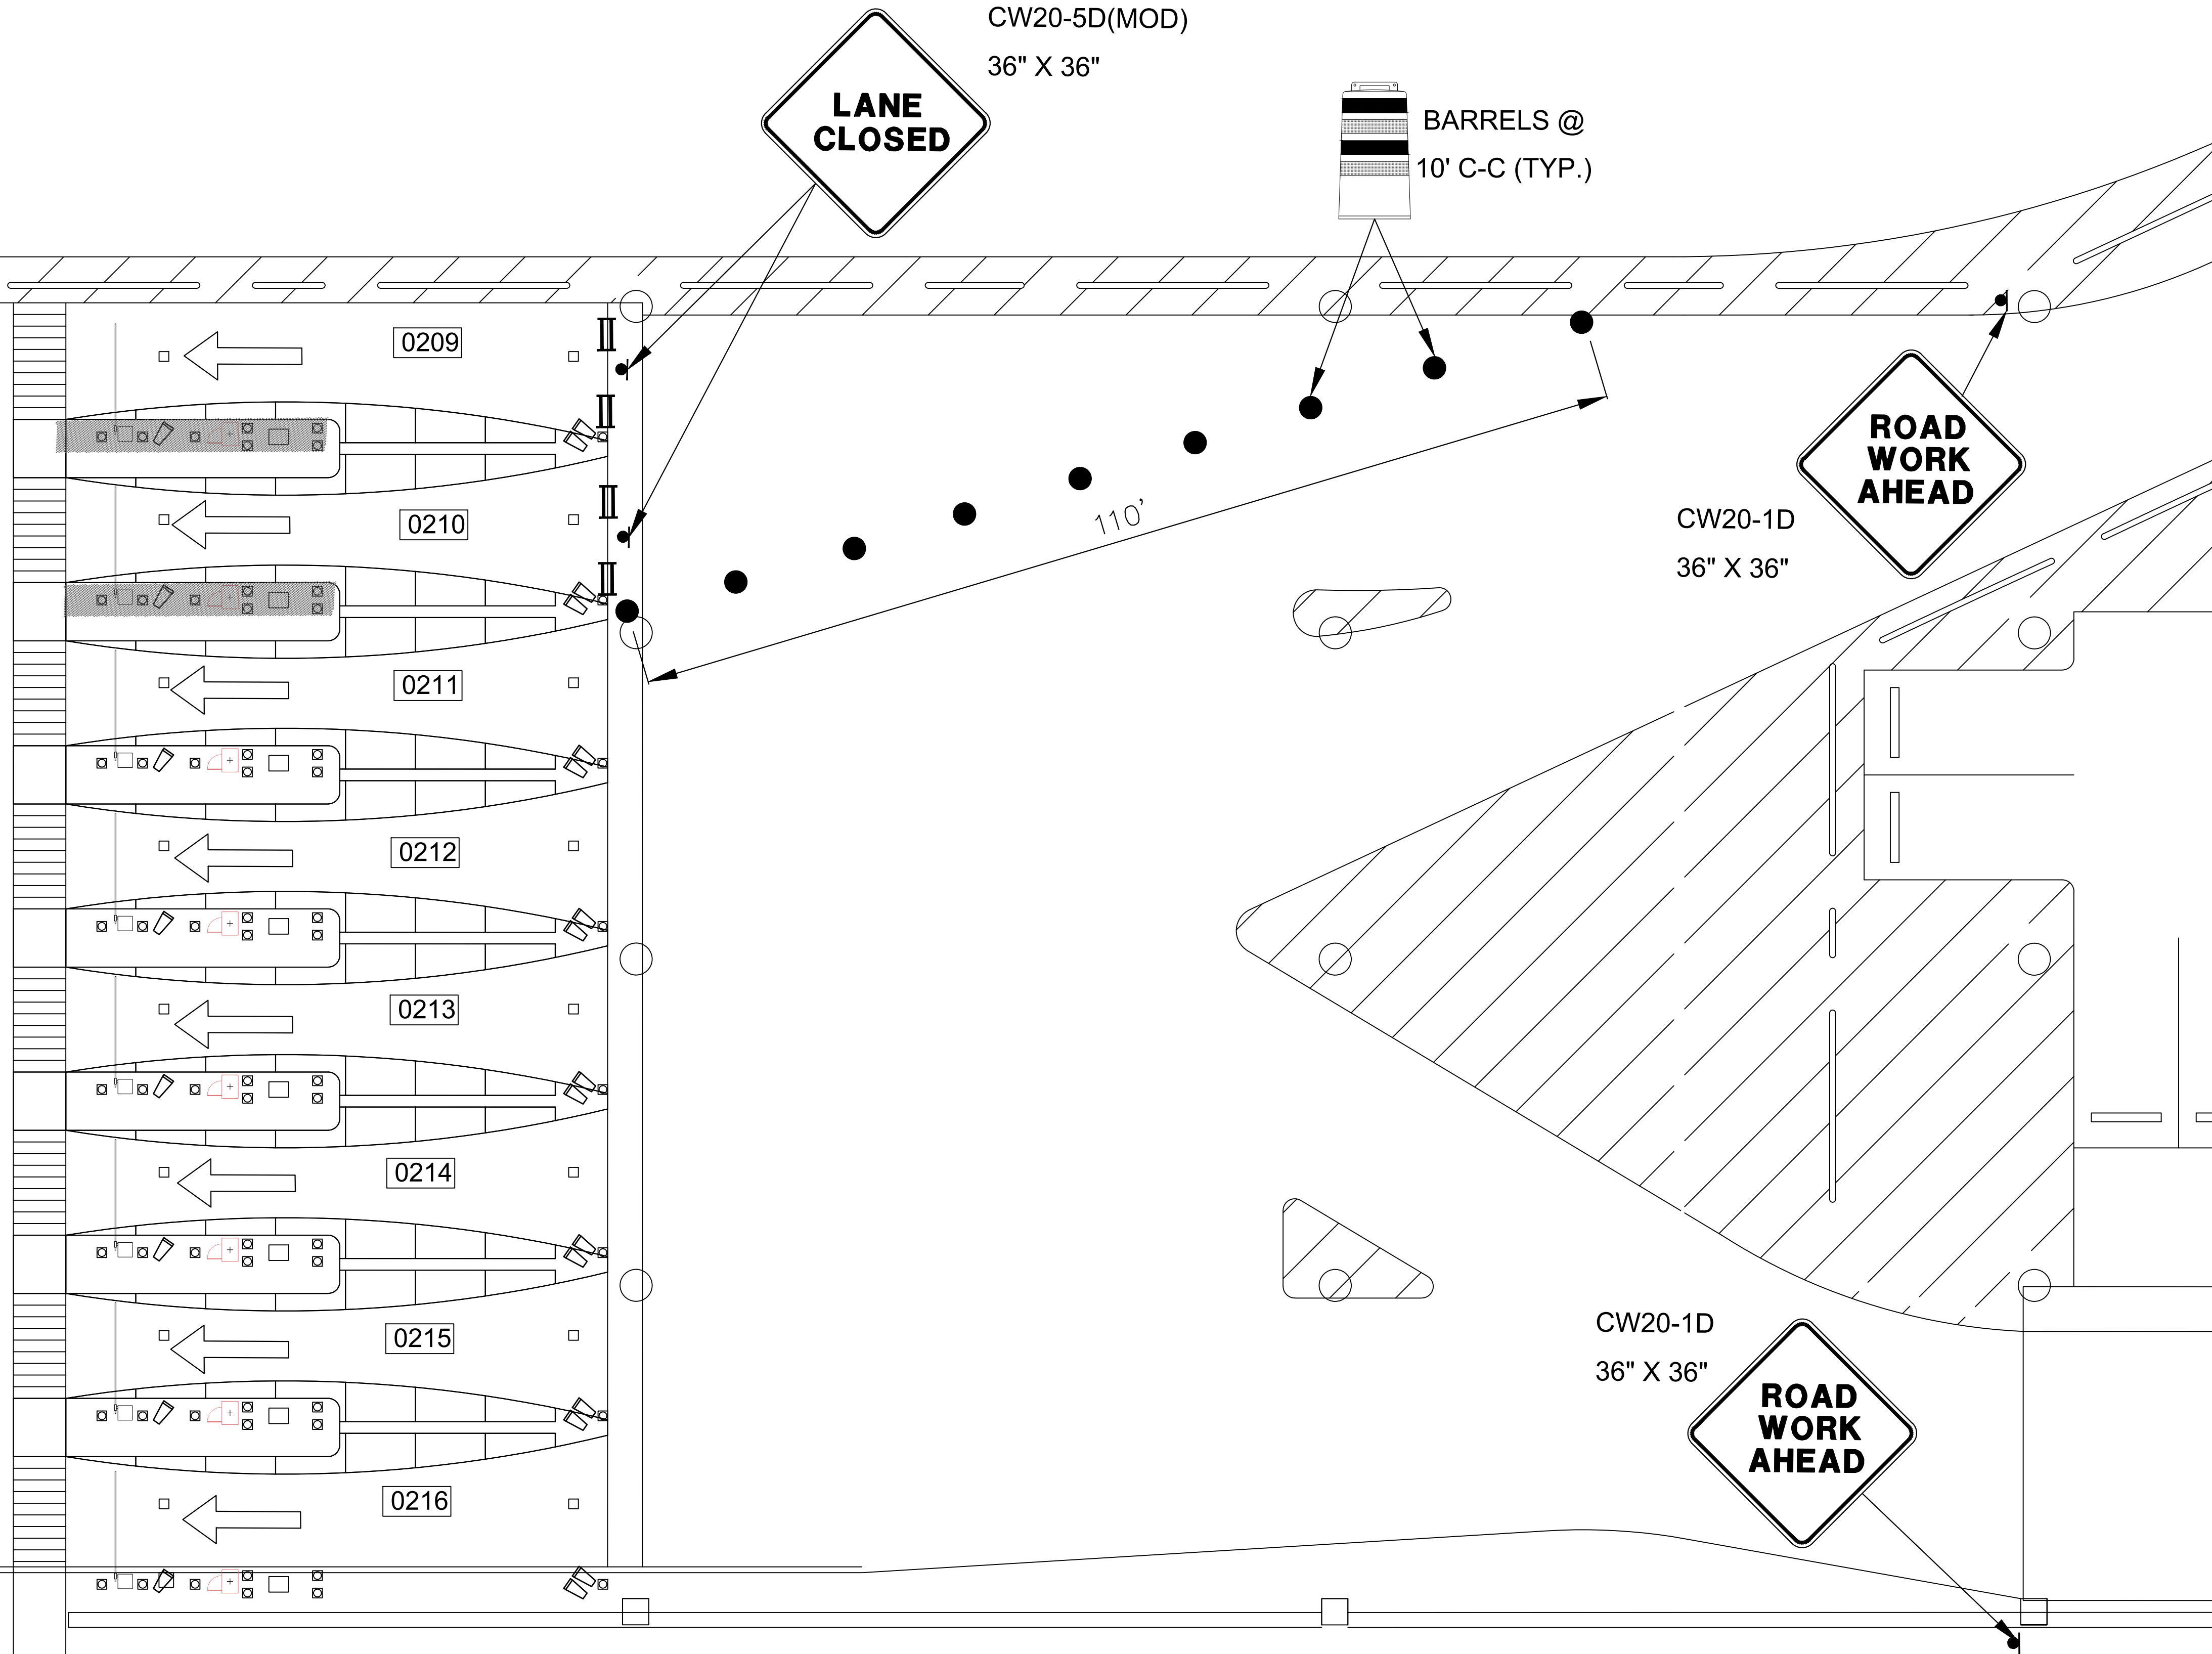 CW20-5D(MOD)
36" X 36"
LANE
CLOSED
BARRELS @
10' C-C (TYP.)
0209
ROAD
WORK
AHEAD
CW20-1D
36" X 36"
110'
0210
0211
0212
0213
0214
0215
0216
CW20-1D
36" X 36"
ROAD
WORK
AHEAD